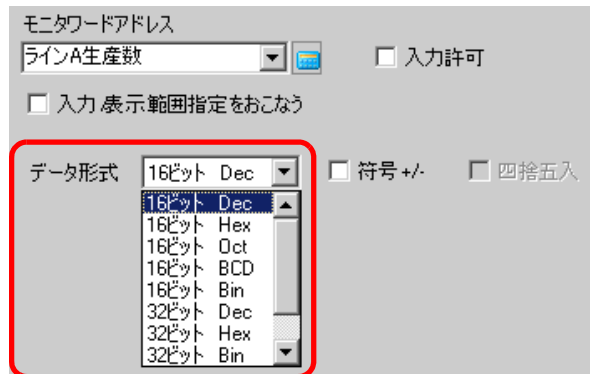 モニタワードアドレス
ラインA生産数
入力許可
入力/表示範囲指定をおこなう
データ形式 16ビット Dec 符号+/- 四捨五入
16ビット Dec
16ビット Hex
16ビット Oct
16ビット BCD
16ビット Bin
32ビット Dec
32ビット Hex
32ビット Bin